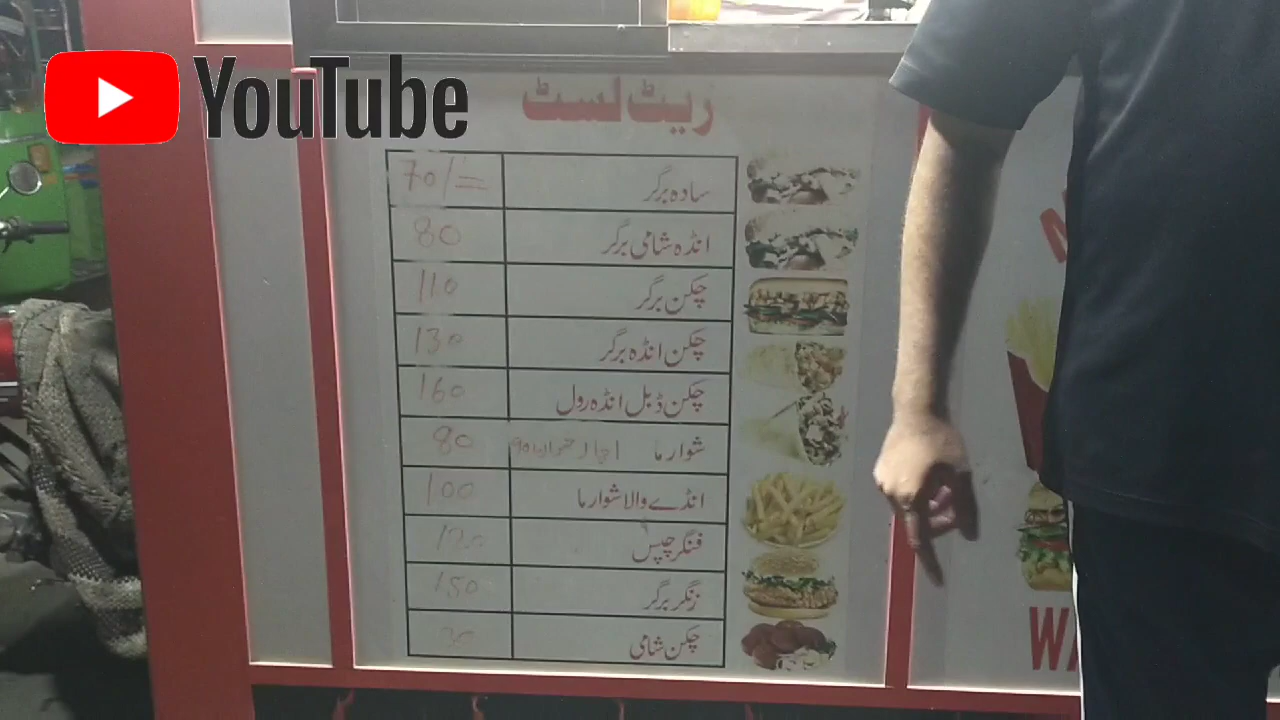 YouTube
ریٹ لسٹ
سادہ برگر 70/=
انڈہ شامی برگر 80
چکن برگر 110
چکن انڈہ برگر 130
چکن ڈبل انڈہ رول 160
شوارما 80
انڈے والا شوارما 100
فنگر چپس
زنگر برگر 150
چکن شامی